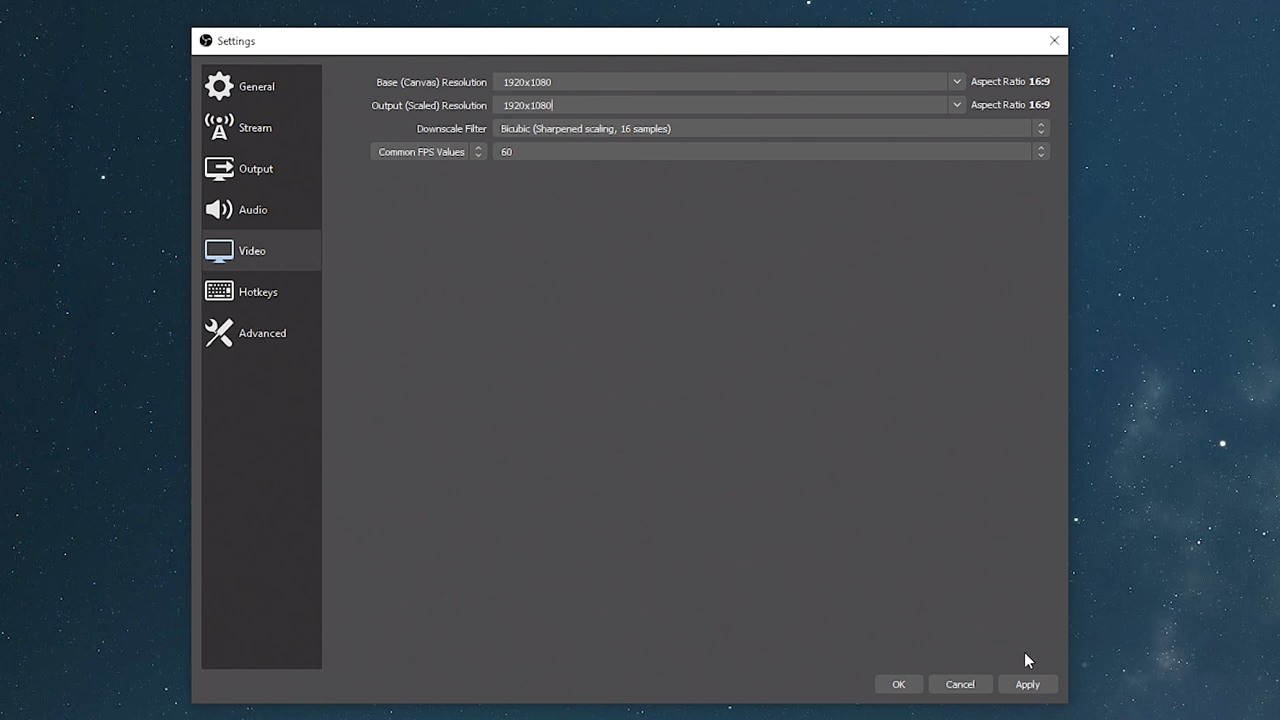 Settings
General
Stream
Output
Audio
Video
Hotkeys
Advanced
Base (Canvas) Resolution 1920x1080 Aspect Ratio 16:9
Output (Scaled) Resolution 1920x1080 Aspect Ratio 16:9
Downscale Filter Bicubic (Sharpened scaling, 16 samples)
Common FPS Values 60
OK Cancel Apply